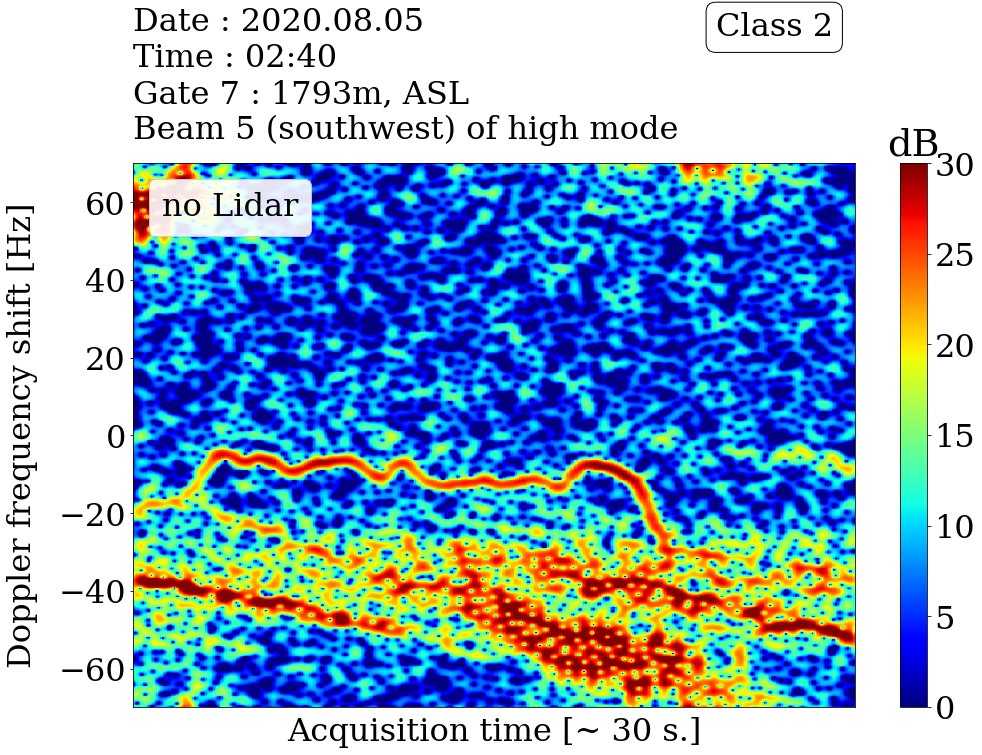 Date : 2020.08.05
Time : 02:40
Gate 7 : 1793m, ASL
Beam 5 (southwest) of high mode
Class 2
dB
no Lidar
Doppler frequency shift [Hz]
60
40
20
0
−20
−40
−60
30
25
20
15
10
5
0
Acquisition time [~ 30 s.]